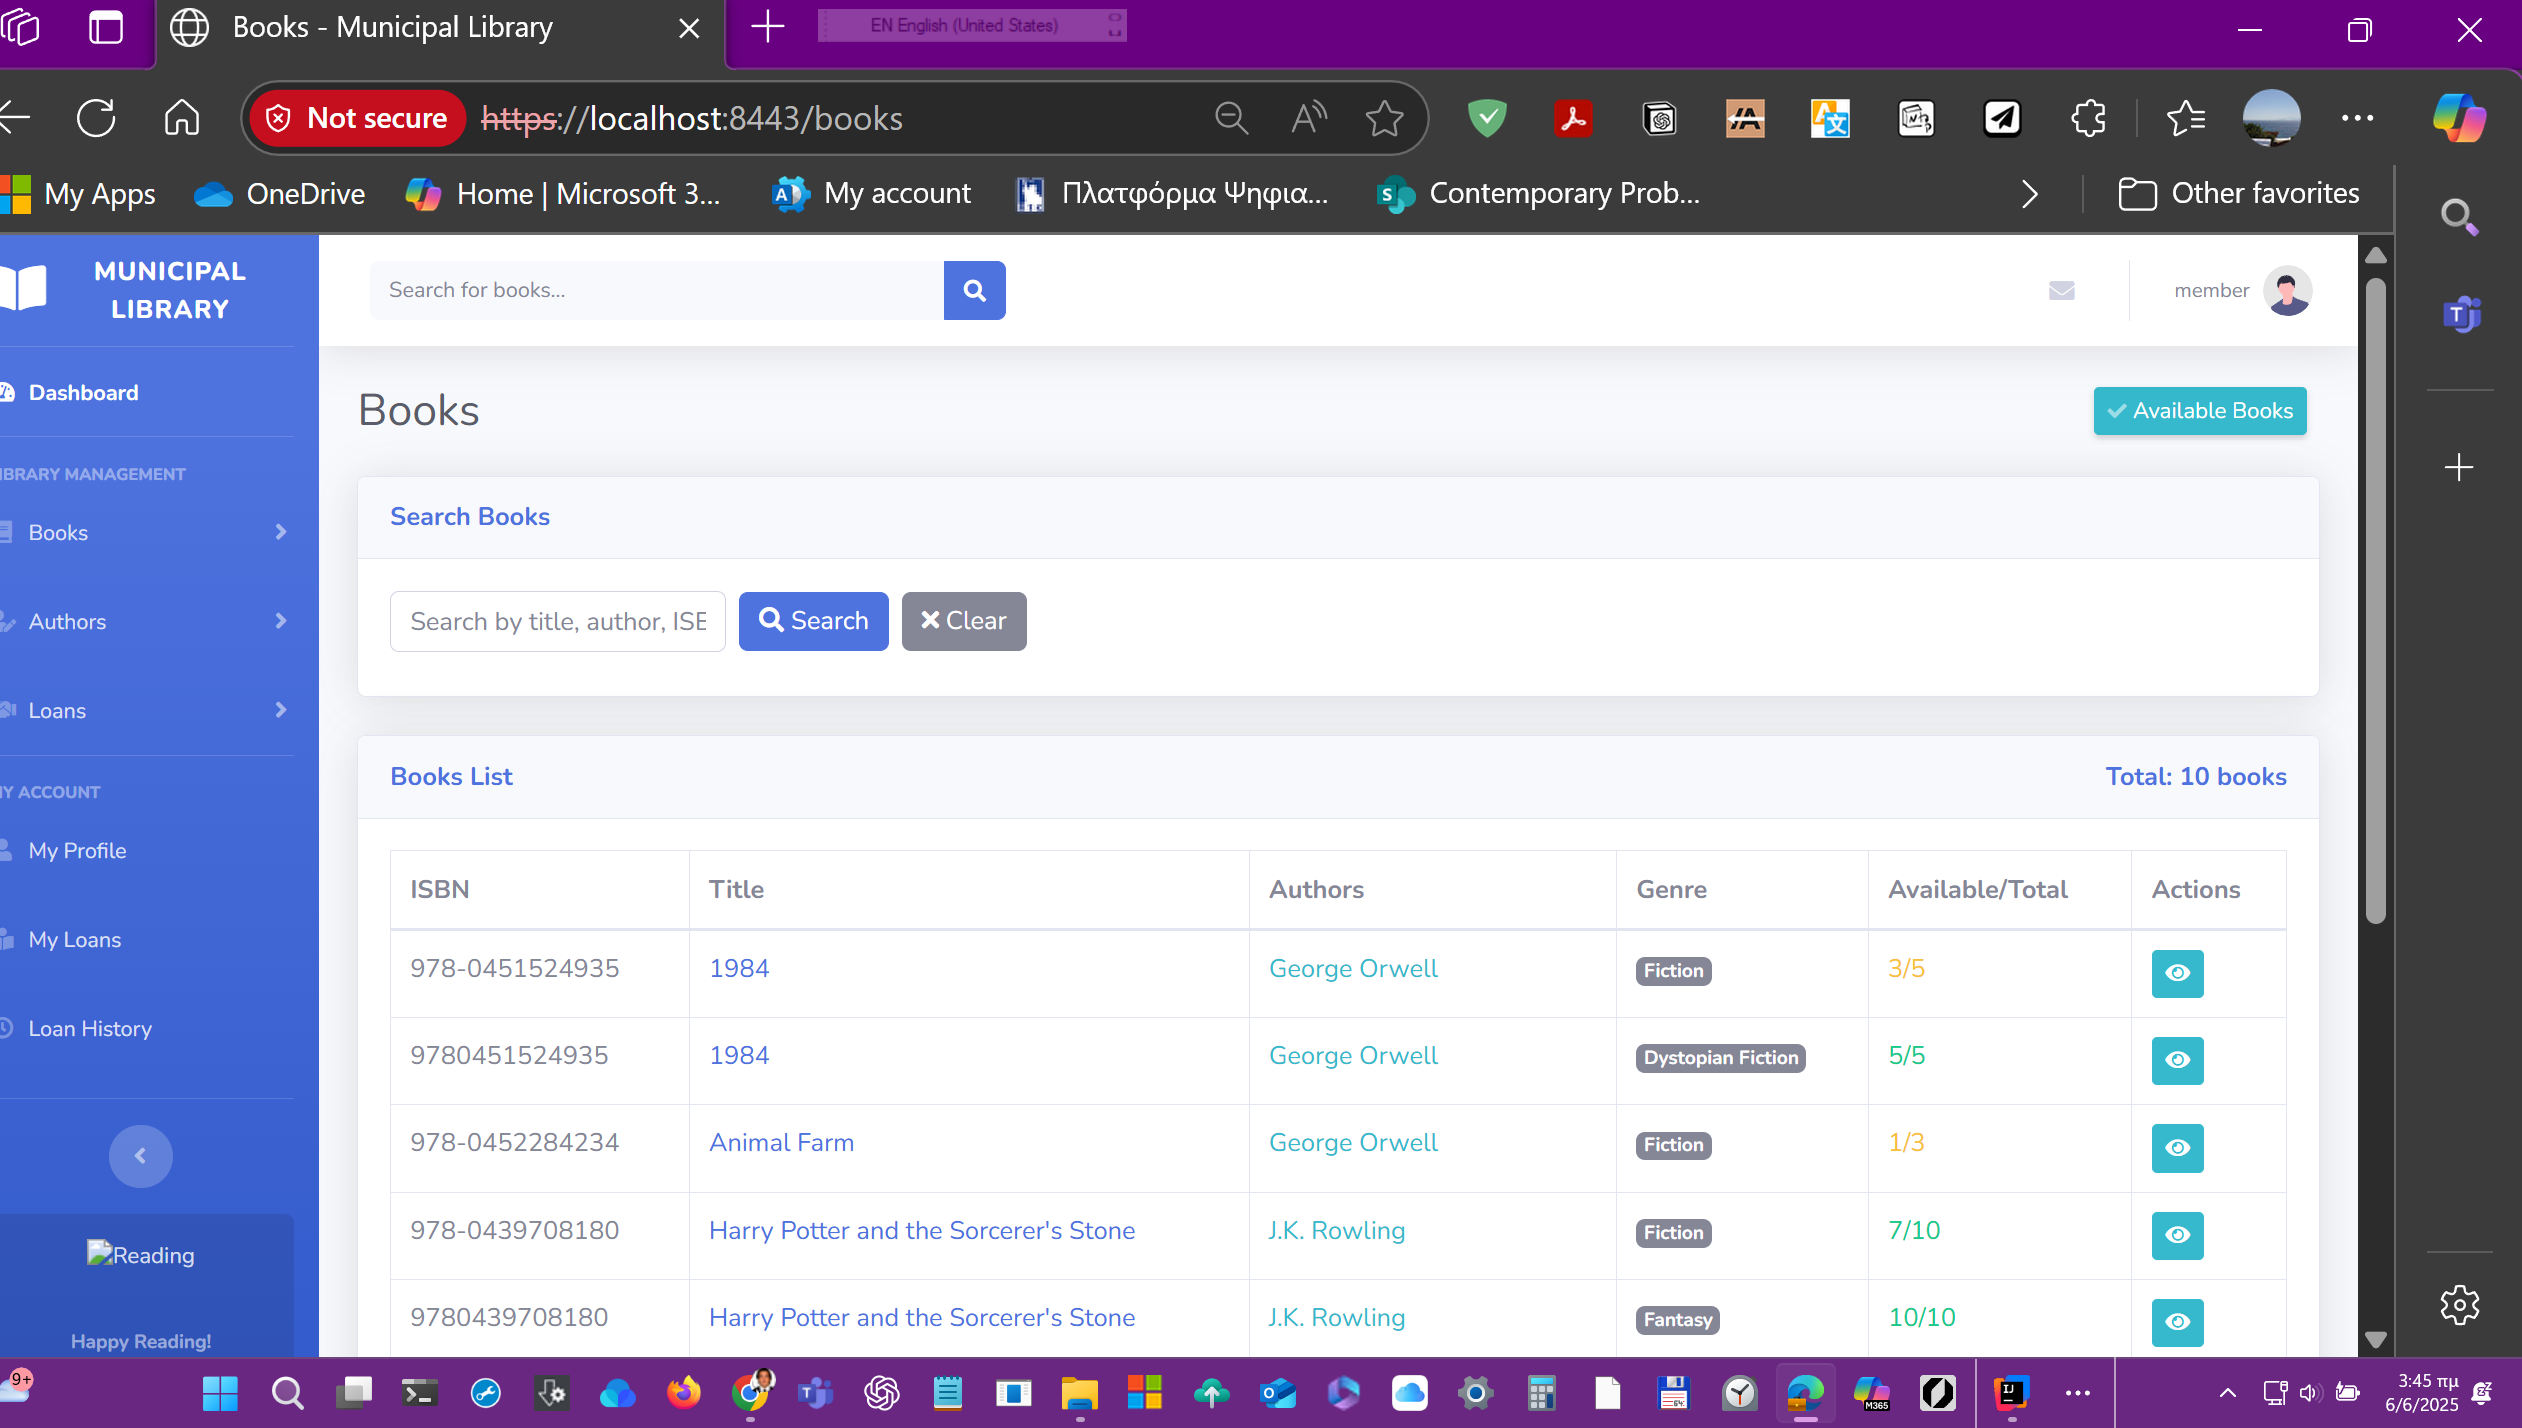 Books - Municipal Library
EN English (United States)
Not secure https://localhost:8443/books
My Apps OneDrive Home | Microsoft 3... My account Πλατφόρμα Ψηφια... Contemporary Prob... Other favorites
MUNICIPAL
LIBRARY
Dashboard
IBRARY MANAGEMENT
Books
Authors
Loans
Y ACCOUNT
My Profile
My Loans
Loan History
Reading
Happy Reading!
Search for books...
member
Books
Available Books
Search Books
Search by title, author, ISB
Search
Clear
Books List
Total: 10 books
ISBN Title Authors Genre Available/Total Actions
978-0451524935 1984 George Orwell Fiction 3/5
9780451524935 1984 George Orwell Dystopian Fiction 5/5
978-0452284234 Animal Farm George Orwell Fiction 1/3
978-0439708180 Harry Potter and the Sorcerer's Stone J.K. Rowling Fiction 7/10
9780439708180 Harry Potter and the Sorcerer's Stone J.K. Rowling Fantasy 10/10
9+
M365
3:45 πμ
6/6/2025